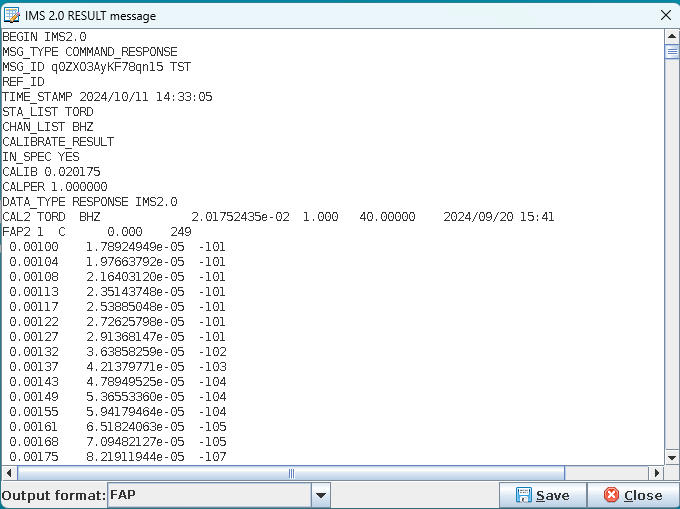 IMS 2.0 RESULT message
BEGIN IMS2.0
MSG_TYPE COMMAND_RESPONSE
MSG_ID q0ZXO3AyKF78qn15 TST
REF_ID
TIME_STAMP 2024/10/11 14:33:05
STA_LIST TORD
CHAN_LIST BHZ
CALIBRATE_RESULT
IN_SPEC YES
CALIB 0.020175
CALPER 1.000000
DATA_TYPE RESPONSE IMS2.0
CAL2 TORD BHZ 2.01752435e-02 1.000 40.00000 2024/09/20 15:41
FAP2 1 C 0.000 249
0.00100 1.78924949e-05 -101
0.00104 1.97663792e-05 -101
0.00108 2.16403120e-05 -101
0.00113 2.35143748e-05 -101
0.00117 2.53885048e-05 -101
0.00122 2.72625798e-05 -101
0.00127 2.91368147e-05 -101
0.00132 3.63858259e-05 -102
0.00137 4.21379771e-05 -103
0.00143 4.78949525e-05 -104
0.00149 5.36553360e-05 -104
0.00155 5.94179464e-05 -104
0.00161 6.51824063e-05 -105
0.00168 7.09482127e-05 -105
0.00175 8.21911944e-05 -107
Output format: FAP Save Close